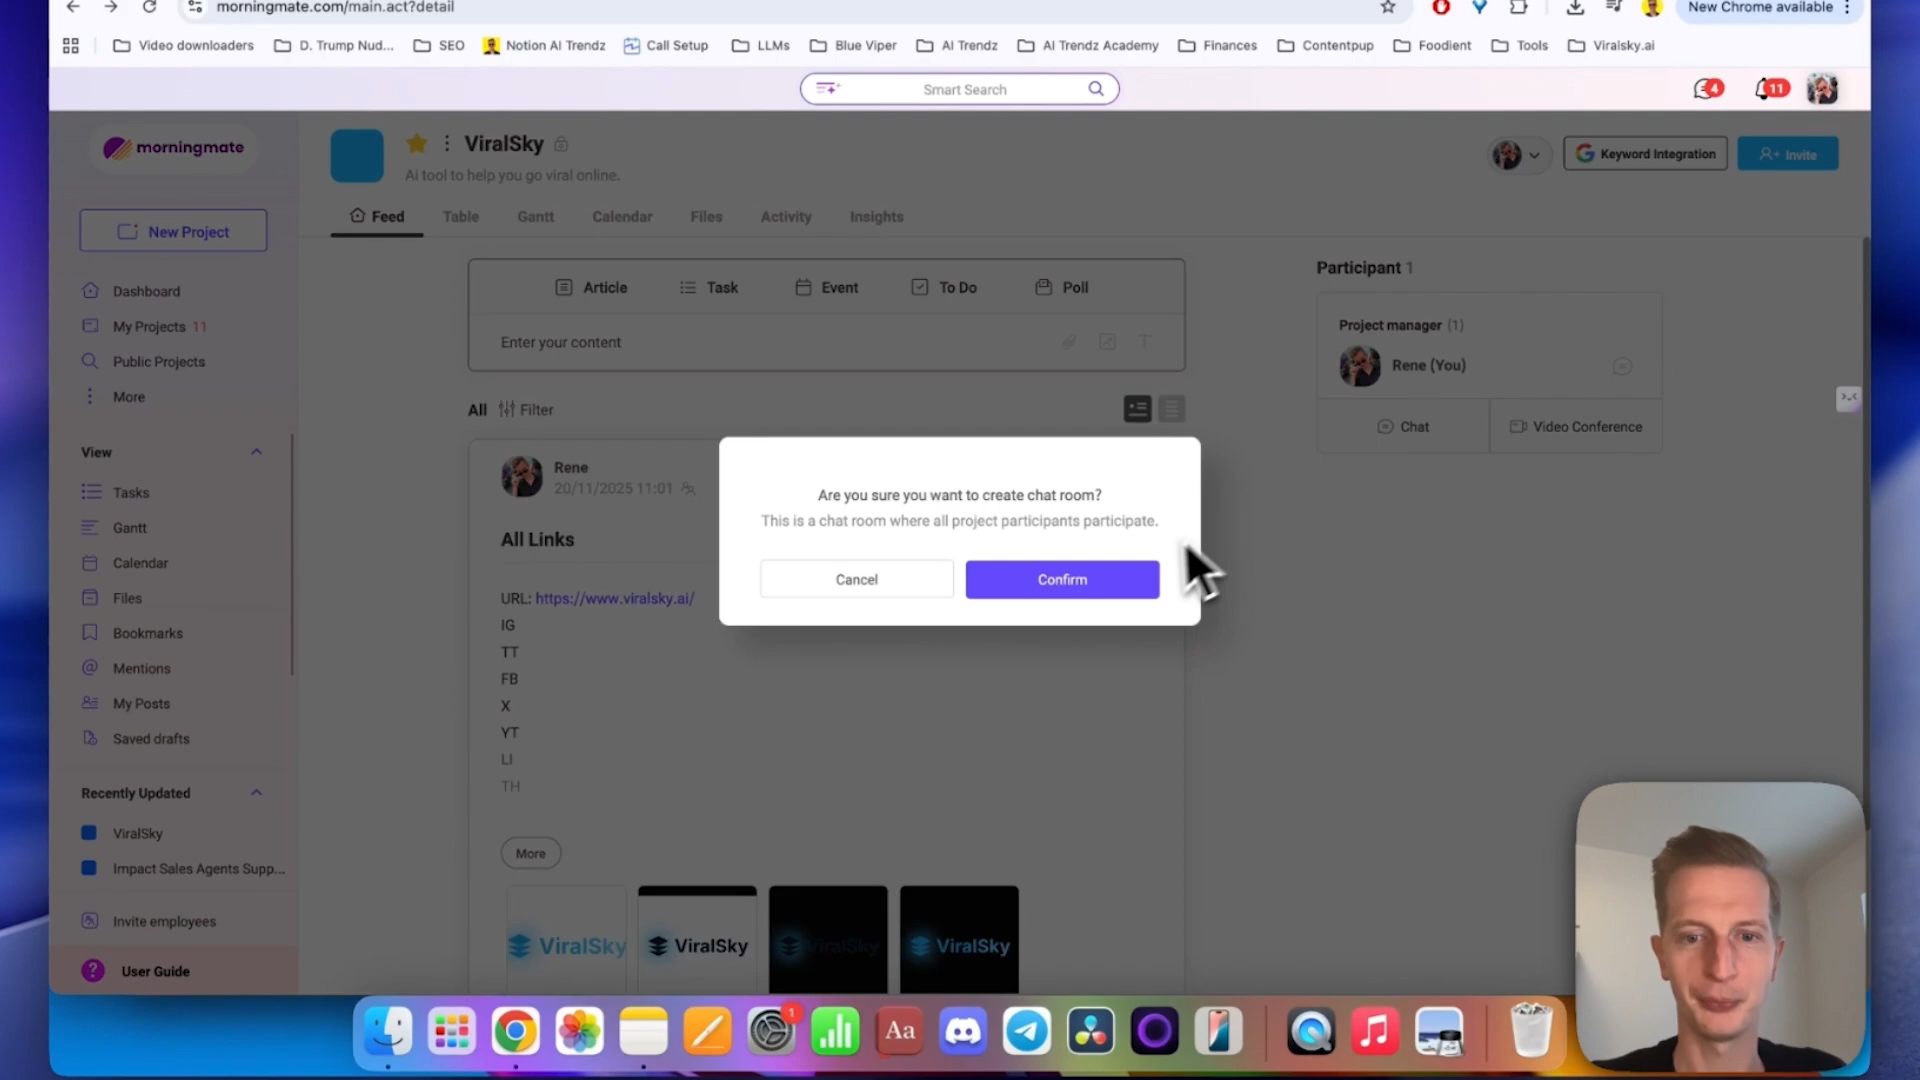 morningmate.com/main.act?detail
New Chrome available
Video downloaders
D. Trump Nud...
SEO
Notion AI Trendz
Call Setup
LLMs
Blue Viper
AI Trendz
AI Trendz Academy
Finances
Contentpup
Foodient
Tools
Viralsky.ai
Smart Search
4
11
morningmate
ViralSky
Ai tool to help you go viral online.
Keyword Integration
Invite
New Project
Feed
Table
Gantt
Calendar
Files
Activity
Insights
Dashboard
My Projects 11
Public Projects
More
View
Tasks
Gantt
Calendar
Files
Bookmarks
Mentions
My Posts
Saved drafts
Recently Updated
ViralSky
Impact Sales Agents Supp...
Invite employees
User Guide
Article
Task
Event
To Do
Poll
Enter your content
All
Filter
Rene
20/11/2025 11:01
All Links
URL: https://www.viralsky.ai/
IG
TT
FB
X
YT
LI
TH
More
ViralSky
ViralSky
ViralSky
ViralSky
Participant 1
Project manager (1)
Rene (You)
Chat
Video Conference
Are you sure you want to create chat room?
This is a chat room where all project participants participate.
Cancel
Confirm
1
Aa